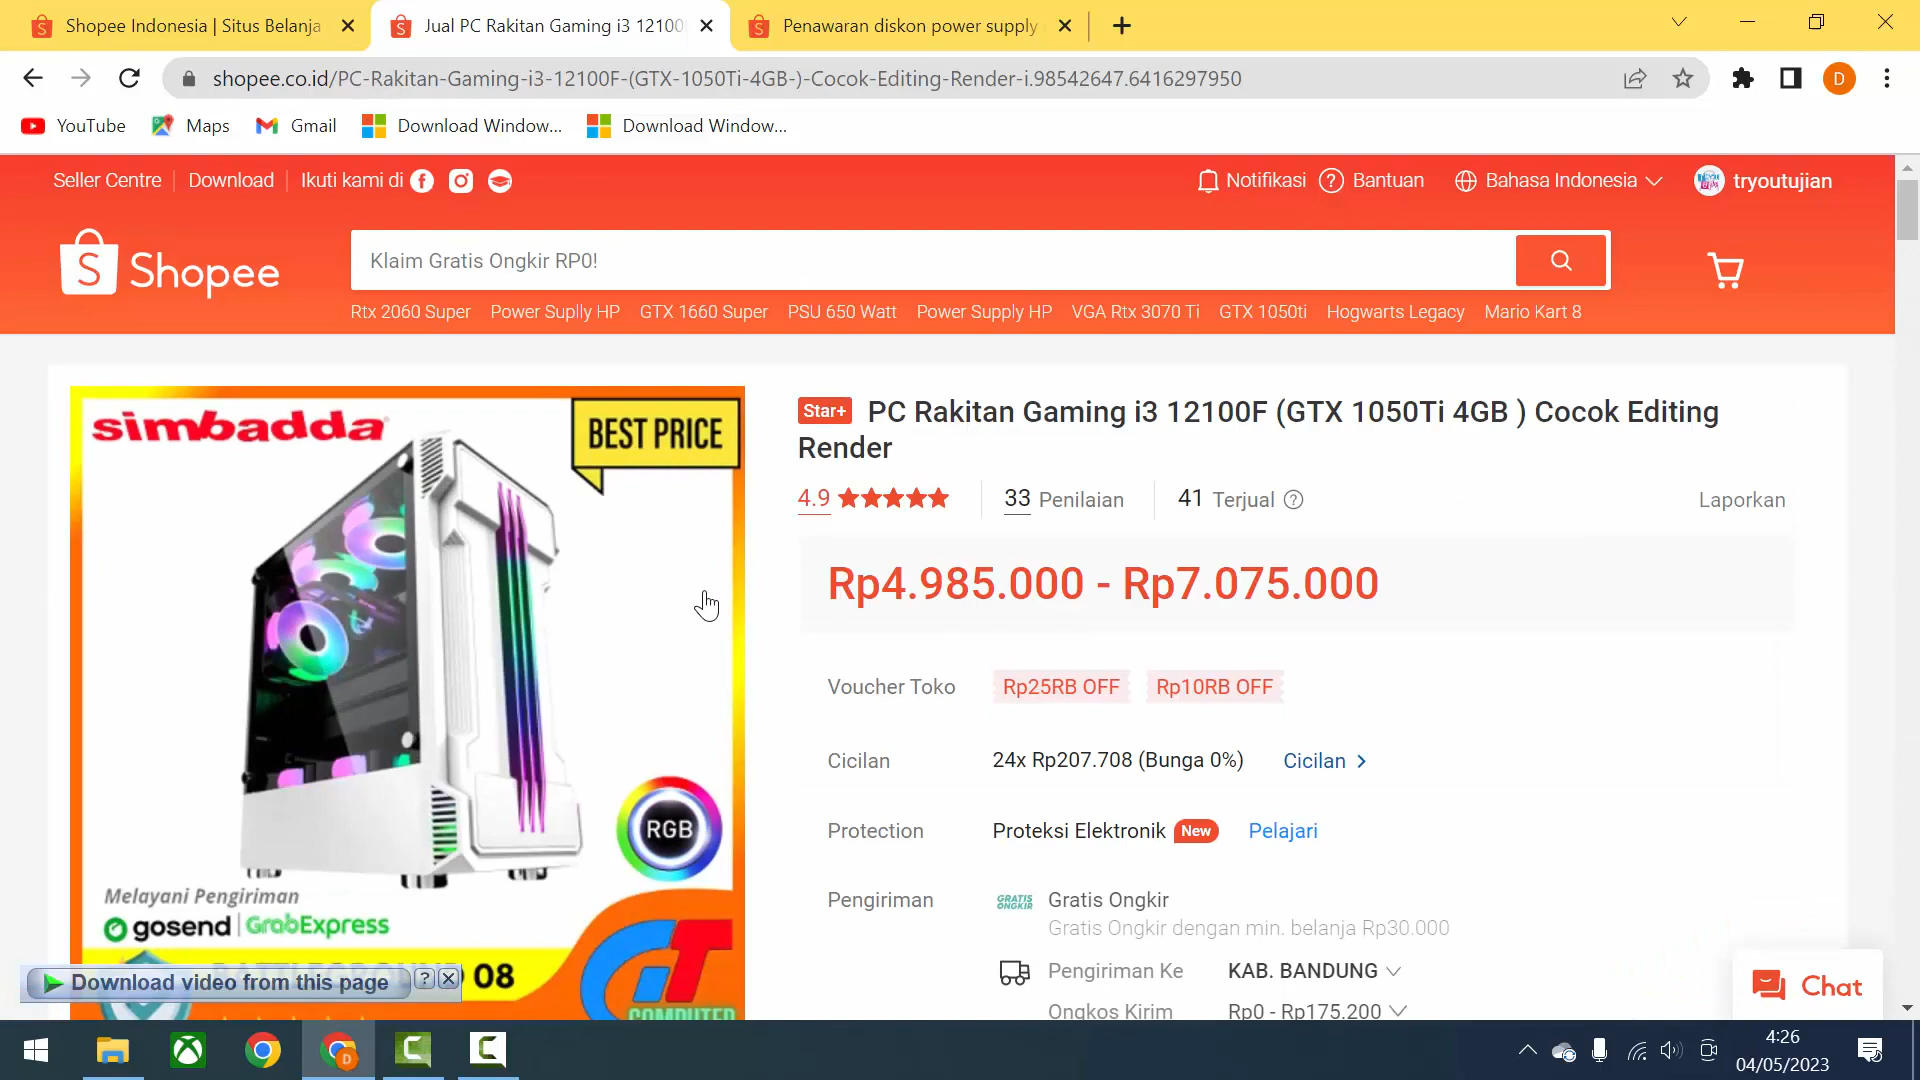 Shopee Indonesia | Situs Belanja
Jual PC Rakitan Gaming i3 12100
Penawaran diskon power supply
shopee.co.id/PC-Rakitan-Gaming-i3-12100F-(GTX-1050Ti-4GB-)-Cocok-Editing-Render-i.98542647.6416297950
D
YouTube
Maps
Gmail
Download Window...
Download Window...
Seller Centre
Download
Ikuti kami di
Notifikasi
Bantuan
Bahasa Indonesia
tryoutujian
Shopee
Klaim Gratis Ongkir RP0!
Rtx 2060 Super
Power Suplly HP
GTX 1660 Super
PSU 650 Watt
Power Supply HP
VGA Rtx 3070 Ti
GTX 1050ti
Hogwarts Legacy
Mario Kart 8
simbadda
BEST PRICE
RGB
Melayani Pengiriman
gosend | GrabExpress
08
COMPUTER
Download video from this page
Star+ PC Rakitan Gaming i3 12100F (GTX 1050Ti 4GB ) Cocok Editing
Render
4.9
33 Penilaian
41 Terjual
Laporkan
Rp4.985.000 - Rp7.075.000
Voucher Toko
Rp25RB OFF
Rp10RB OFF
Cicilan
24x Rp207.708 (Bunga 0%)
Cicilan
Protection
Proteksi Elektronik
New
Pelajari
Pengiriman
GRATIS
ONGKIR
Gratis Ongkir
Gratis Ongkir dengan min. belanja Rp30.000
Pengiriman Ke
KAB. BANDUNG
Ongkos Kirim
Rp0 - Rp175.200
Chat
4:26
04/05/2023